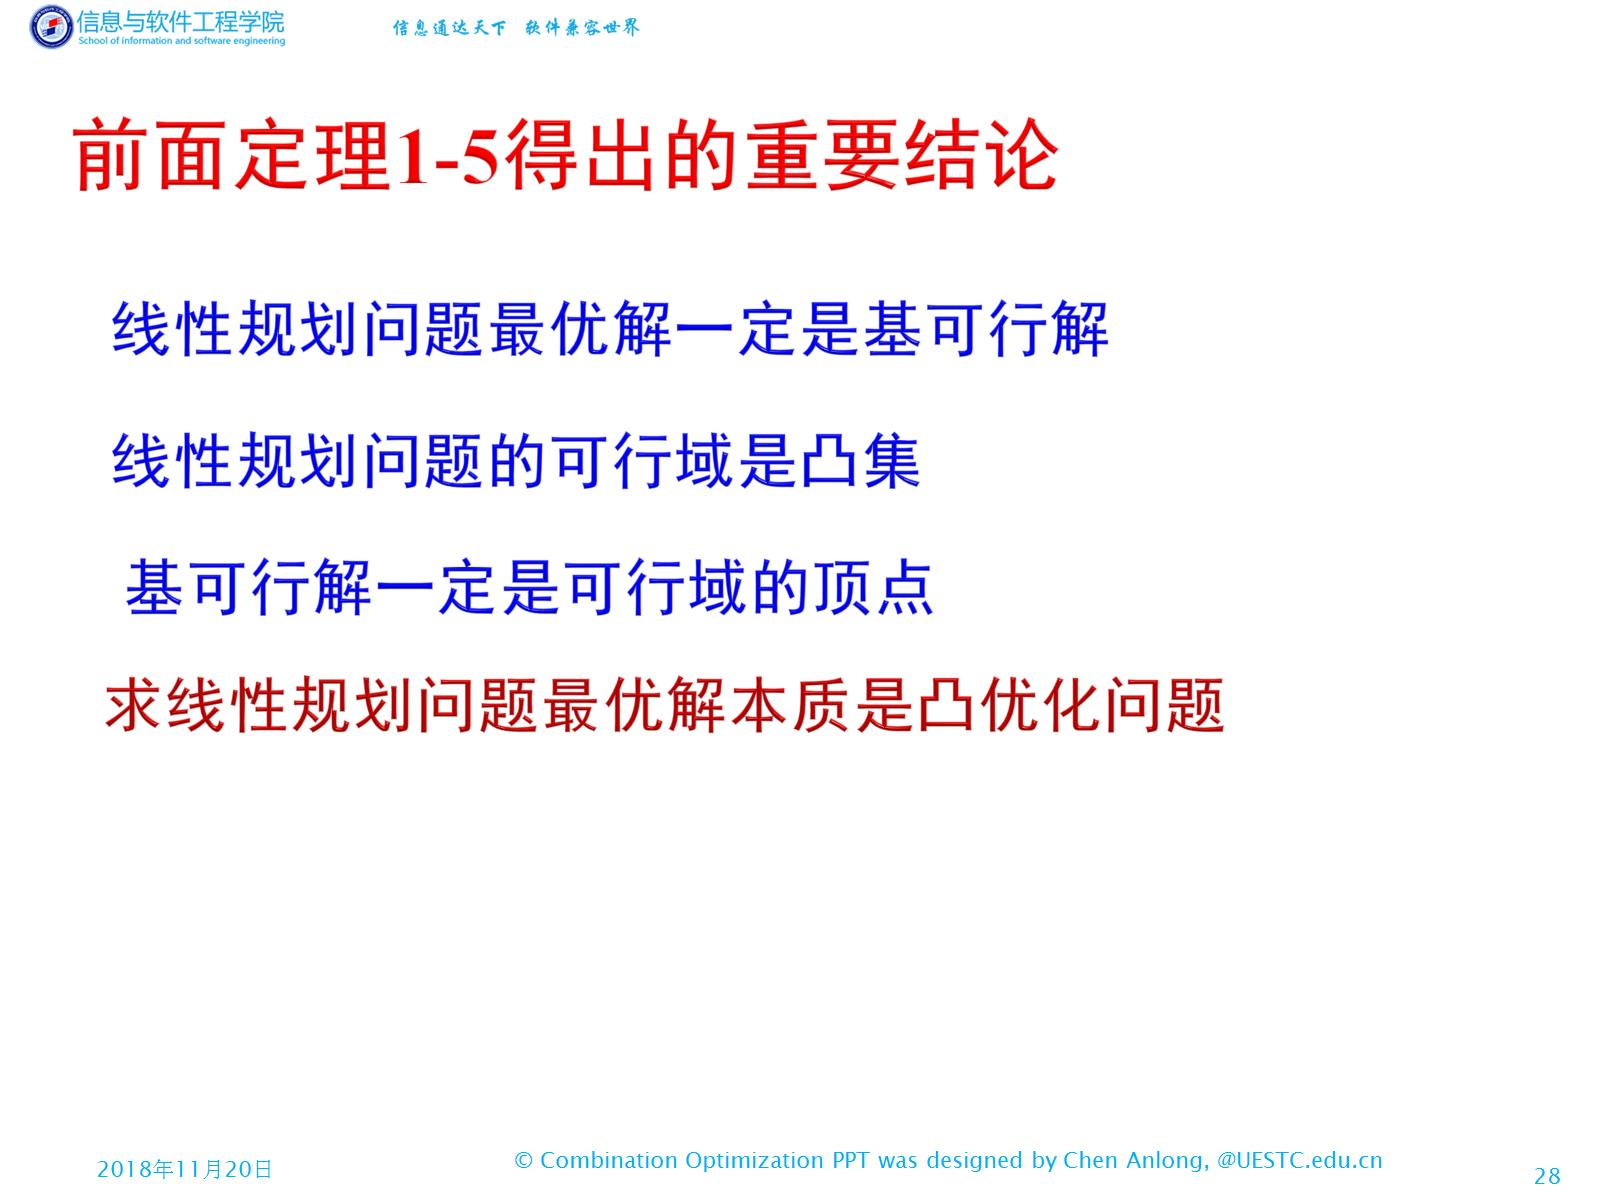 信息与软件工程学院
School of information and software engineering
信息通达天下 软件兼容世界
前面定理1-5得出的重要结论
线性规划问题最优解一定是基可行解
线性规划问题的可行域是凸集
基可行解一定是可行域的顶点
求线性规划问题最优解本质是凸优化问题
2018年11月20日
© Combination Optimization PPT was designed by Chen Anlong, @UESTC.edu.cn
28